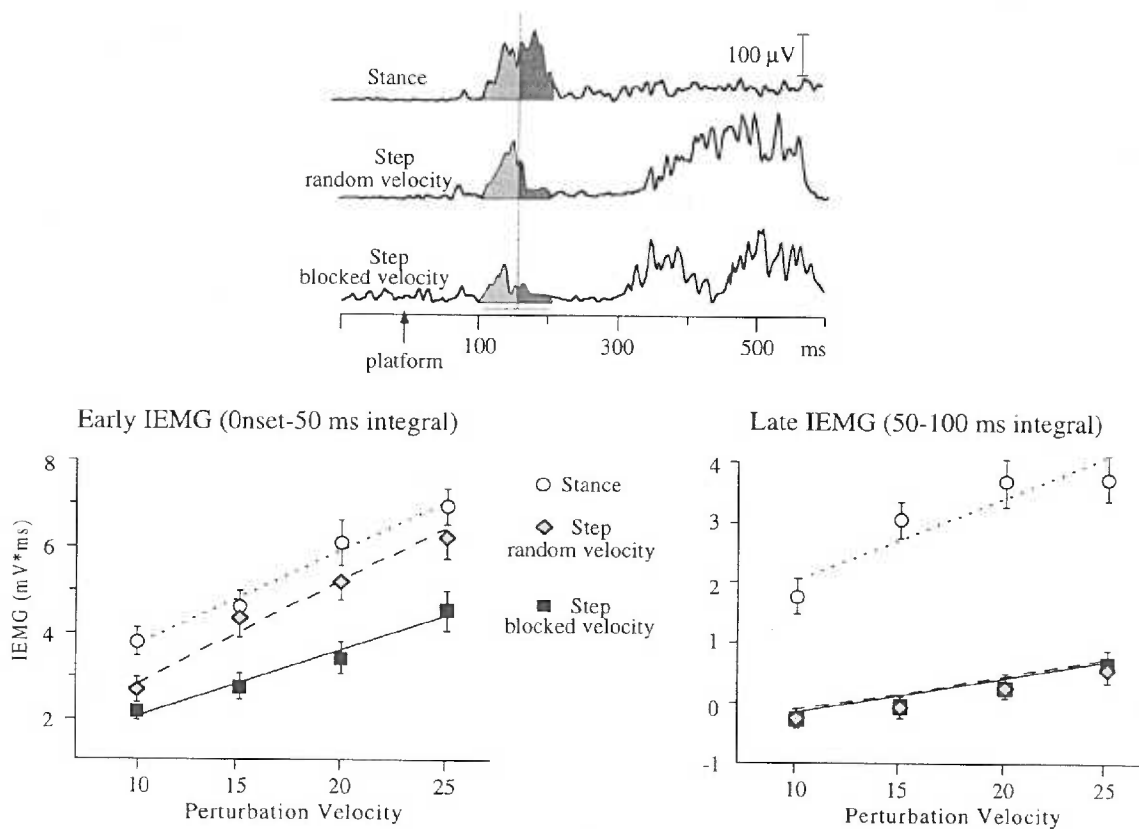 Stance
100 μV
Step
random velocity
Step
blocked velocity
100 300 500 ms
platform
Early IEMG (0nset-50 ms integral)
Late IEMG (50-100 ms integral)
IEMG (mV*ms)
8
6
4
2
10 15 20 25
Perturbation Velocity
Stance
Step
random velocity
Step
blocked velocity
4
3
2
1
0
-1
10 15 20 25
Perturbation Velocity